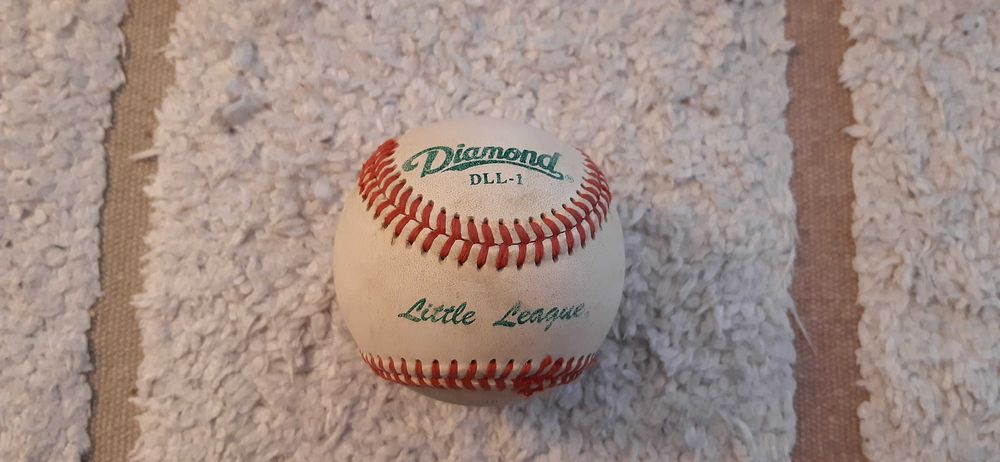 Diamond
DLL-1
Little League